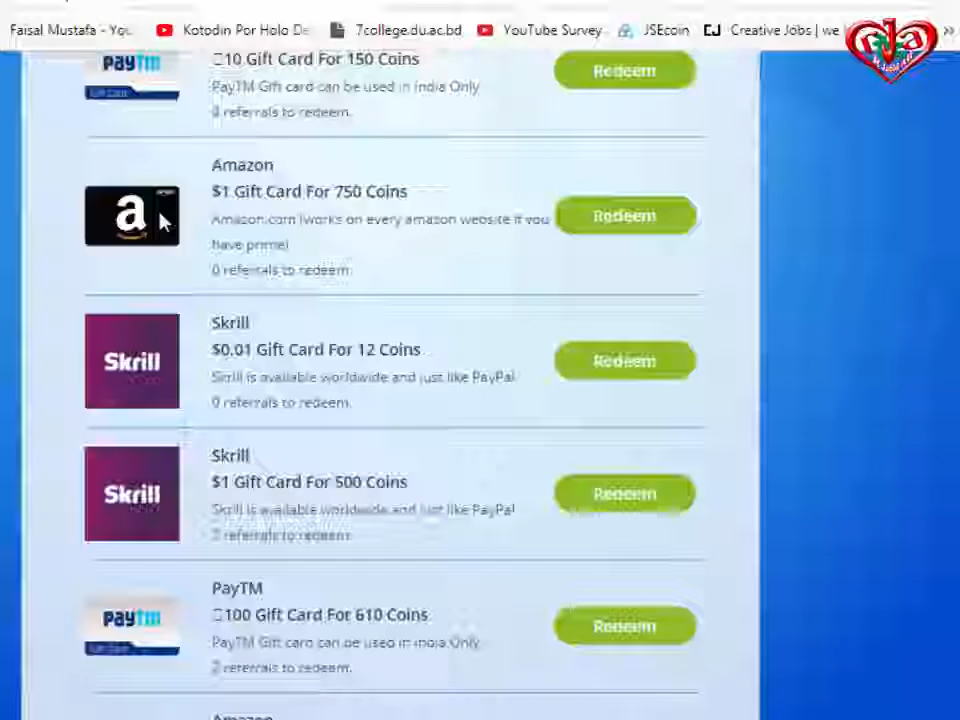 Faisal Mustafa - You
Kotodin Por Holo De
7college.du.ac.bd
YouTube Survey
JSEcoin
CJ
Creative Jobs | we
»
paytm
10 Gift Card For 150 Coins
PayTM Gift card can be used in India Only
0 referrals to redeem.
Redeem
Amazon
$1 Gift Card For 750 Coins
Amazon.com (works on every amazon website if you
have prime)
0 referrals to redeem.
a
Redeem
Skrill
$0.01 Gift Card For 12 Coins
Skrill is available worldwide and just like PayPal
0 referrals to redeem.
Skrill
Redeem
Skrill
$1 Gift Card For 500 Coins
Skrill is available worldwide and just like PayPal
2 referrals to redeem.
Skrill
Redeem
PayTM
100 Gift Card For 610 Coins
PayTM Gift card can be used in India Only
2 referrals to redeem.
paytm
Redeem
Amazon